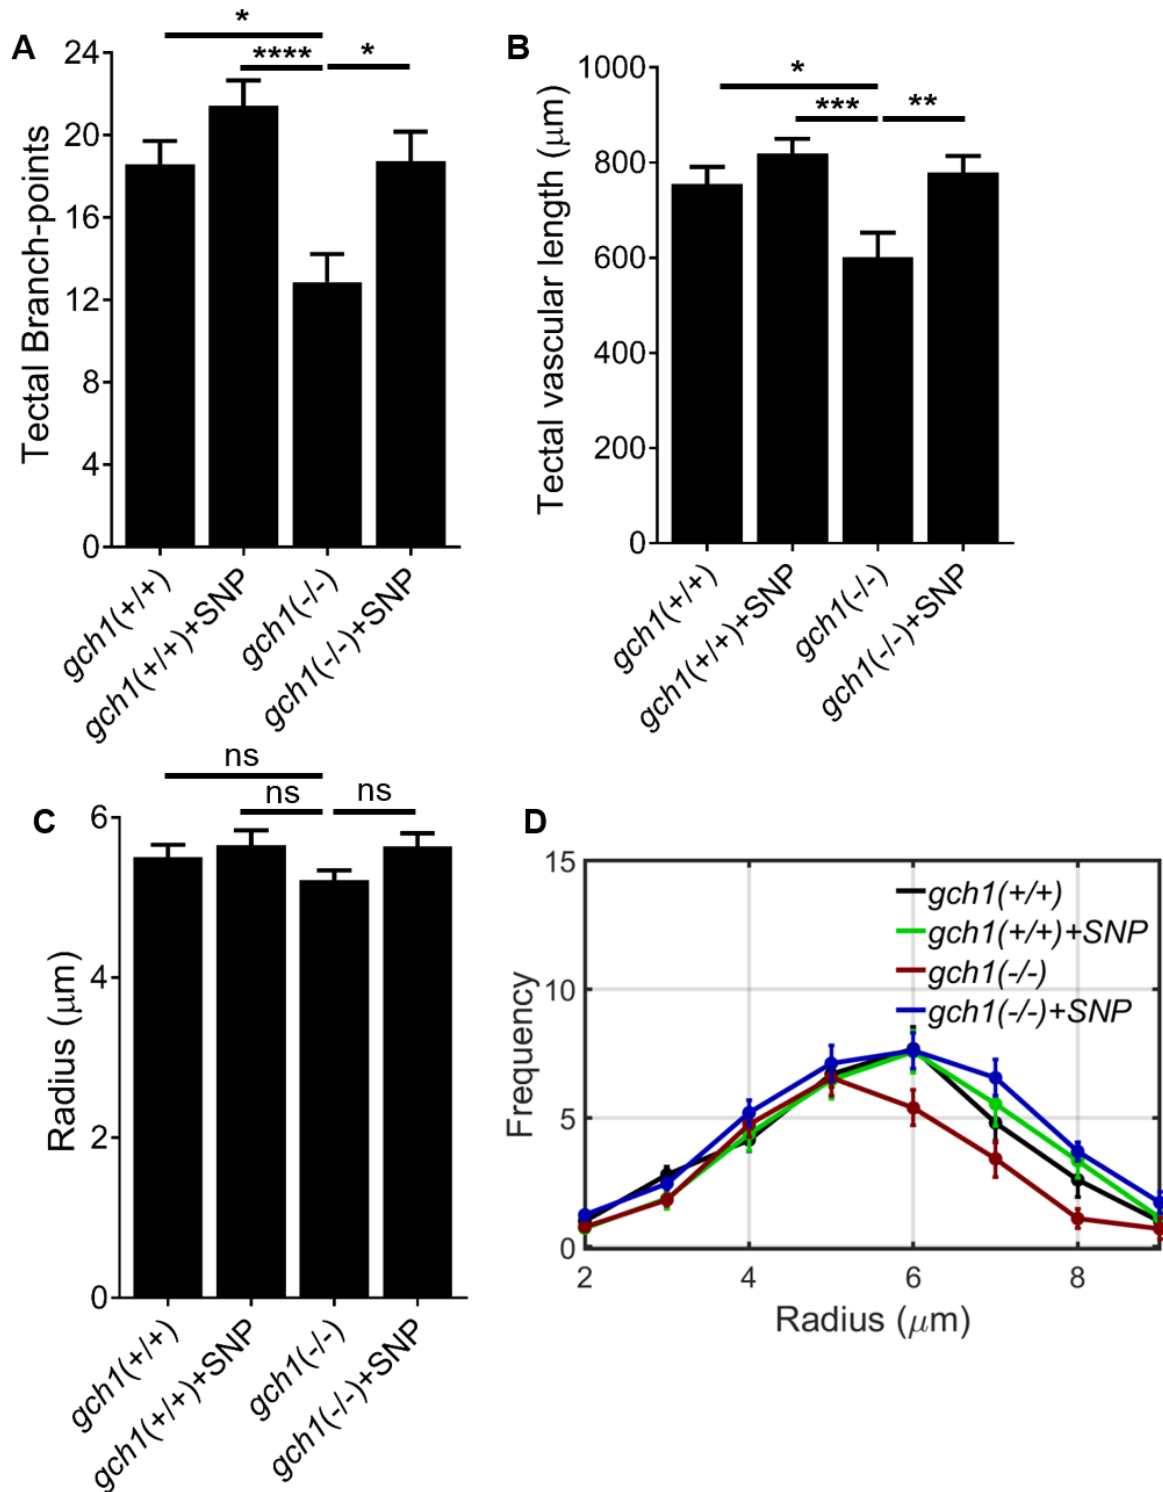 A
*
**** *
24
20
16
12
8
4
0
Tectal Branch-points
gch1(+/+)
gch1(+/+)+SNP
gch1(-/-)
gch1(-/-)+SNP
B
*
*** **
1000
800
600
400
200
0
Tectal vascular length (μm)
gch1(+/+)
gch1(+/+)+SNP
gch1(-/-)
gch1(-/-)+SNP
C
ns
ns ns
6
4
2
0
Radius (μm)
gch1(+/+)
gch1(+/+)+SNP
gch1(-/-)
gch1(-/-)+SNP
D
15
10
5
0
Frequency
gch1(+/+)
gch1(+/+)+SNP
gch1(-/-)
gch1(-/-)+SNP
2 4 6 8
Radius (μm)